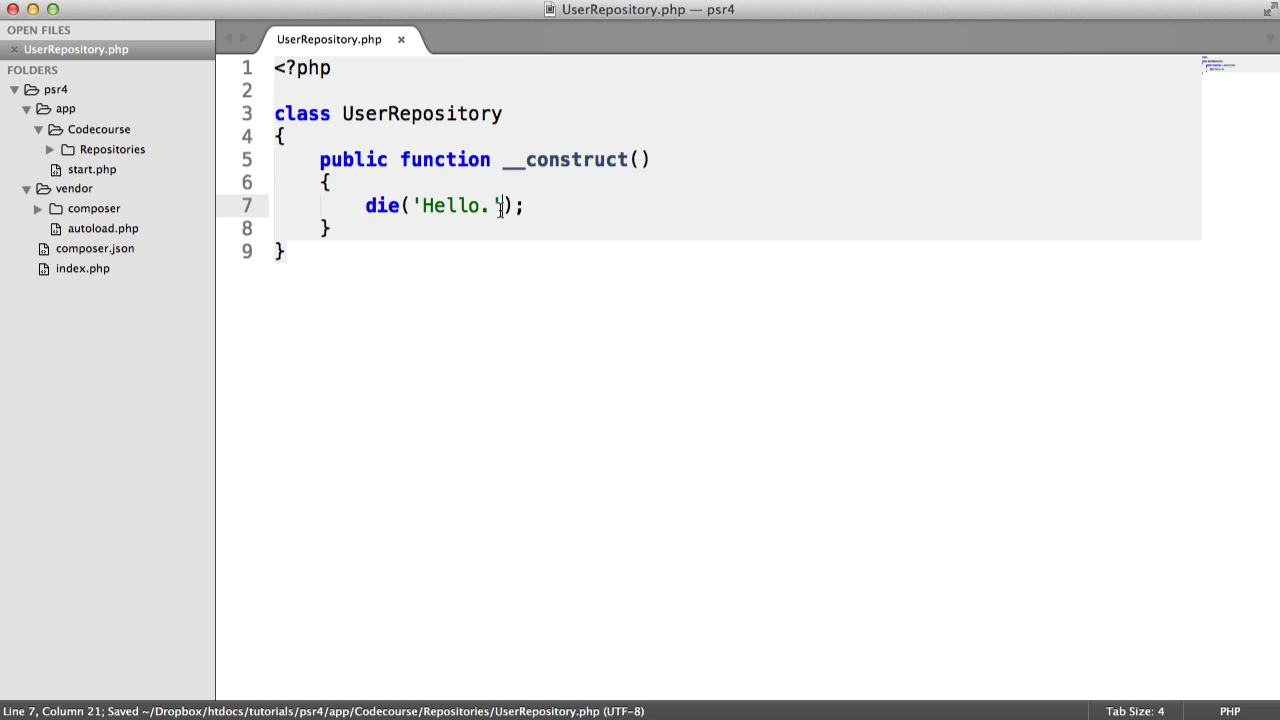 UserRepository.php — psr4
OPEN FILES
× UserRepository.php
FOLDERS
psr4
app
Codecourse
Repositories
start.php
vendor
composer
autoload.php
composer.json
index.php
UserRepository.php ×
1 <?php
2
3 class UserRepository
4 {
5     public function __construct()
6     {
7         die('Hello.');
8     }
9 }
Line 7, Column 21; Saved ~/Dropbox/htdocs/tutorials/psr4/app/Codecourse/Repositories/UserRepository.php (UTF-8)
Tab Size: 4
PHP